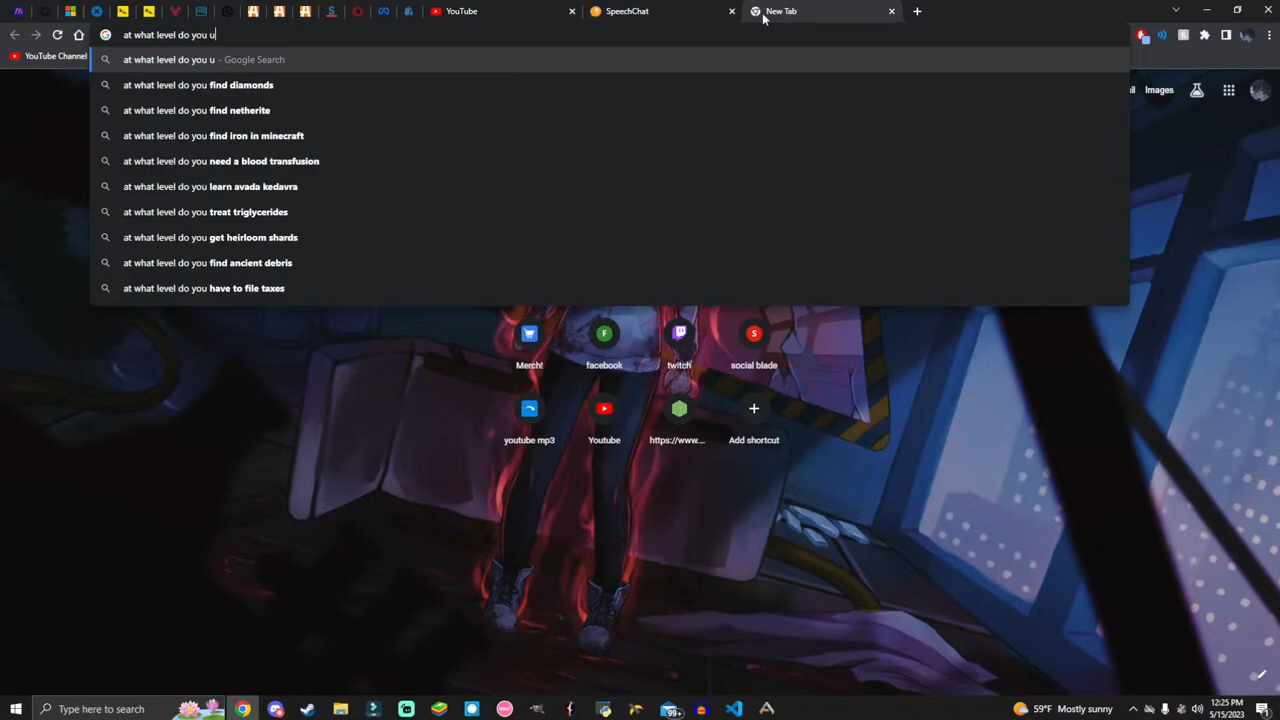 YouTube
SpeechChat
New Tab
at what level do you u
YouTube Channel
at what level do you u - Google Search
at what level do you find diamonds
at what level do you find netherite
at what level do you find iron in minecraft
at what level do you need a blood transfusion
at what level do you learn avada kedavra
at what level do you treat triglycerides
at what level do you get heirloom shards
at what level do you find ancient debris
at what level do you have to file taxes
Images
Merch!
facebook
twitch
social blade
youtube mp3
Youtube
https://www...
Add shortcut
Type here to search
99+
59°F Mostly sunny
12:25 PM
5/15/2023